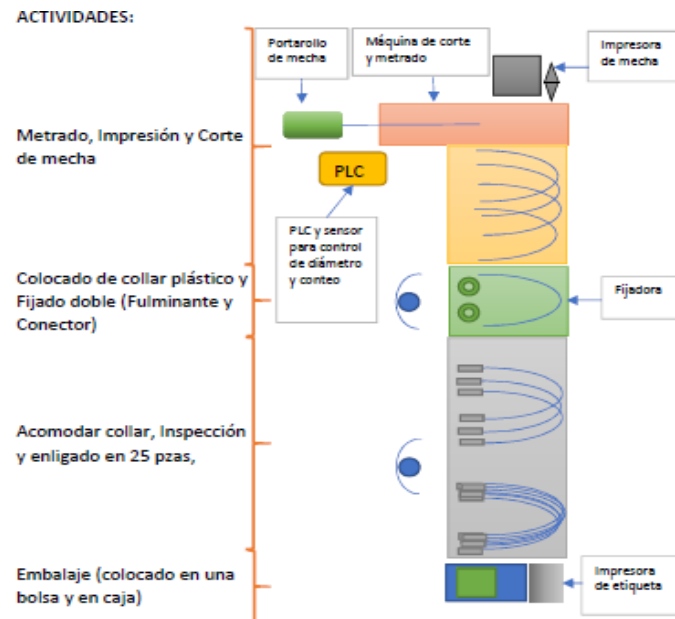 ACTIVIDADES:
Portarollo
de mecha
Máquina de corte
y metrado
Impresora
de mecha
Metrado, Impresión y Corte
de mecha
PLC
PLC y sensor
para control
de diámetro
y conteo
Colocado de collar plástico y
Fijado doble (Fulminante y
Conector)
Fijadora
Acomodar collar, Inspección
y enligado en 25 pzas,
Embalaje (colocado en una
bolsa y en caja)
Impresora
de etiqueta